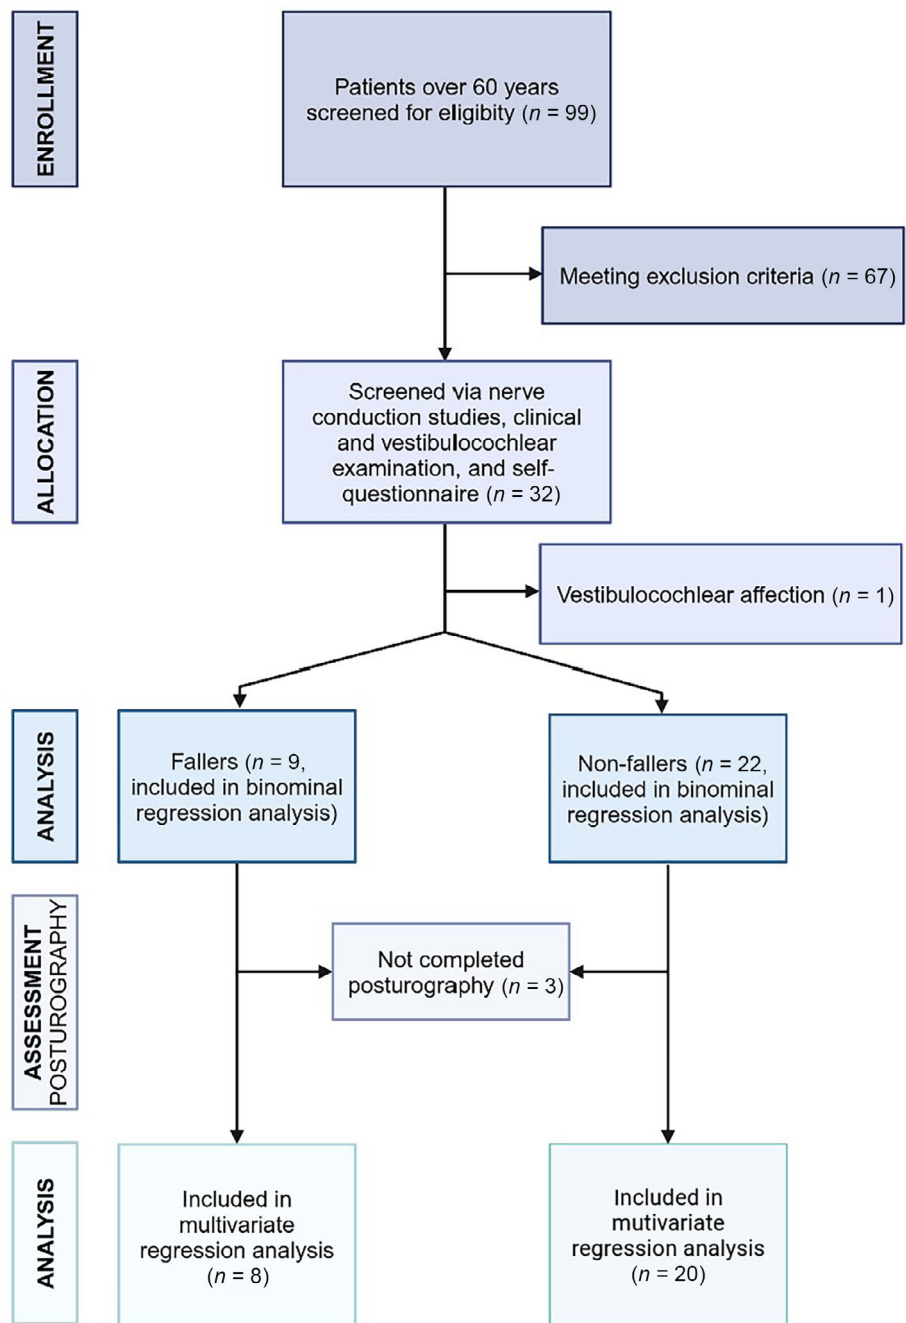 ENROLLMENT
Patients over 60 years
screened for eligibity (n = 99)
Meeting exclusion criteria (n = 67)
ALLOCATION
Screened via nerve
conduction studies, clinical
and vestibulocochlear
examination, and self-
questonnaire (n = 32)
Vestibulocochlear affection (n = 1)
ANALYSIS
Fallers (n = 9,
included in binominal
regression analysis)
Non-fallers (n = 22,
included in binominal
regression analysis)
ASSESSMENT
POSTUROGRAPHY
Not completed
posturography (n = 3)
ANALYSIS
Included in
multivariate
regression analysis
(n = 8)
Included in
mutivariate
regression analysis
(n = 20)